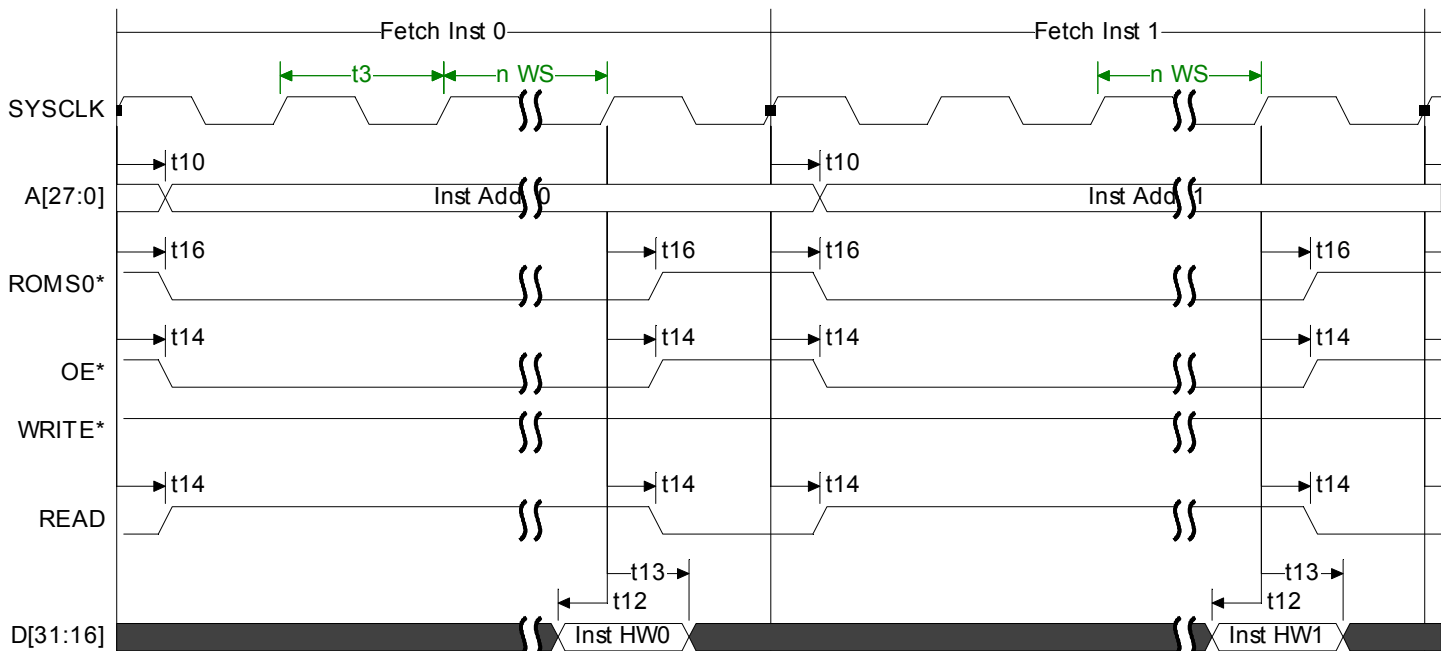 Fetch Inst 0 Fetch Inst 1
t3 n WS n WS
SYSCLK
t10 t10
A[27:0] Inst Add 0 Inst Add 1
t16 t16 t16 t16
ROMS0*
t14 t14 t14 t14
OE*
WRITE*
t14 t14 t14 t14
READ
t13 t13
t12 t12
D[31:16] Inst HW0 Inst HW1